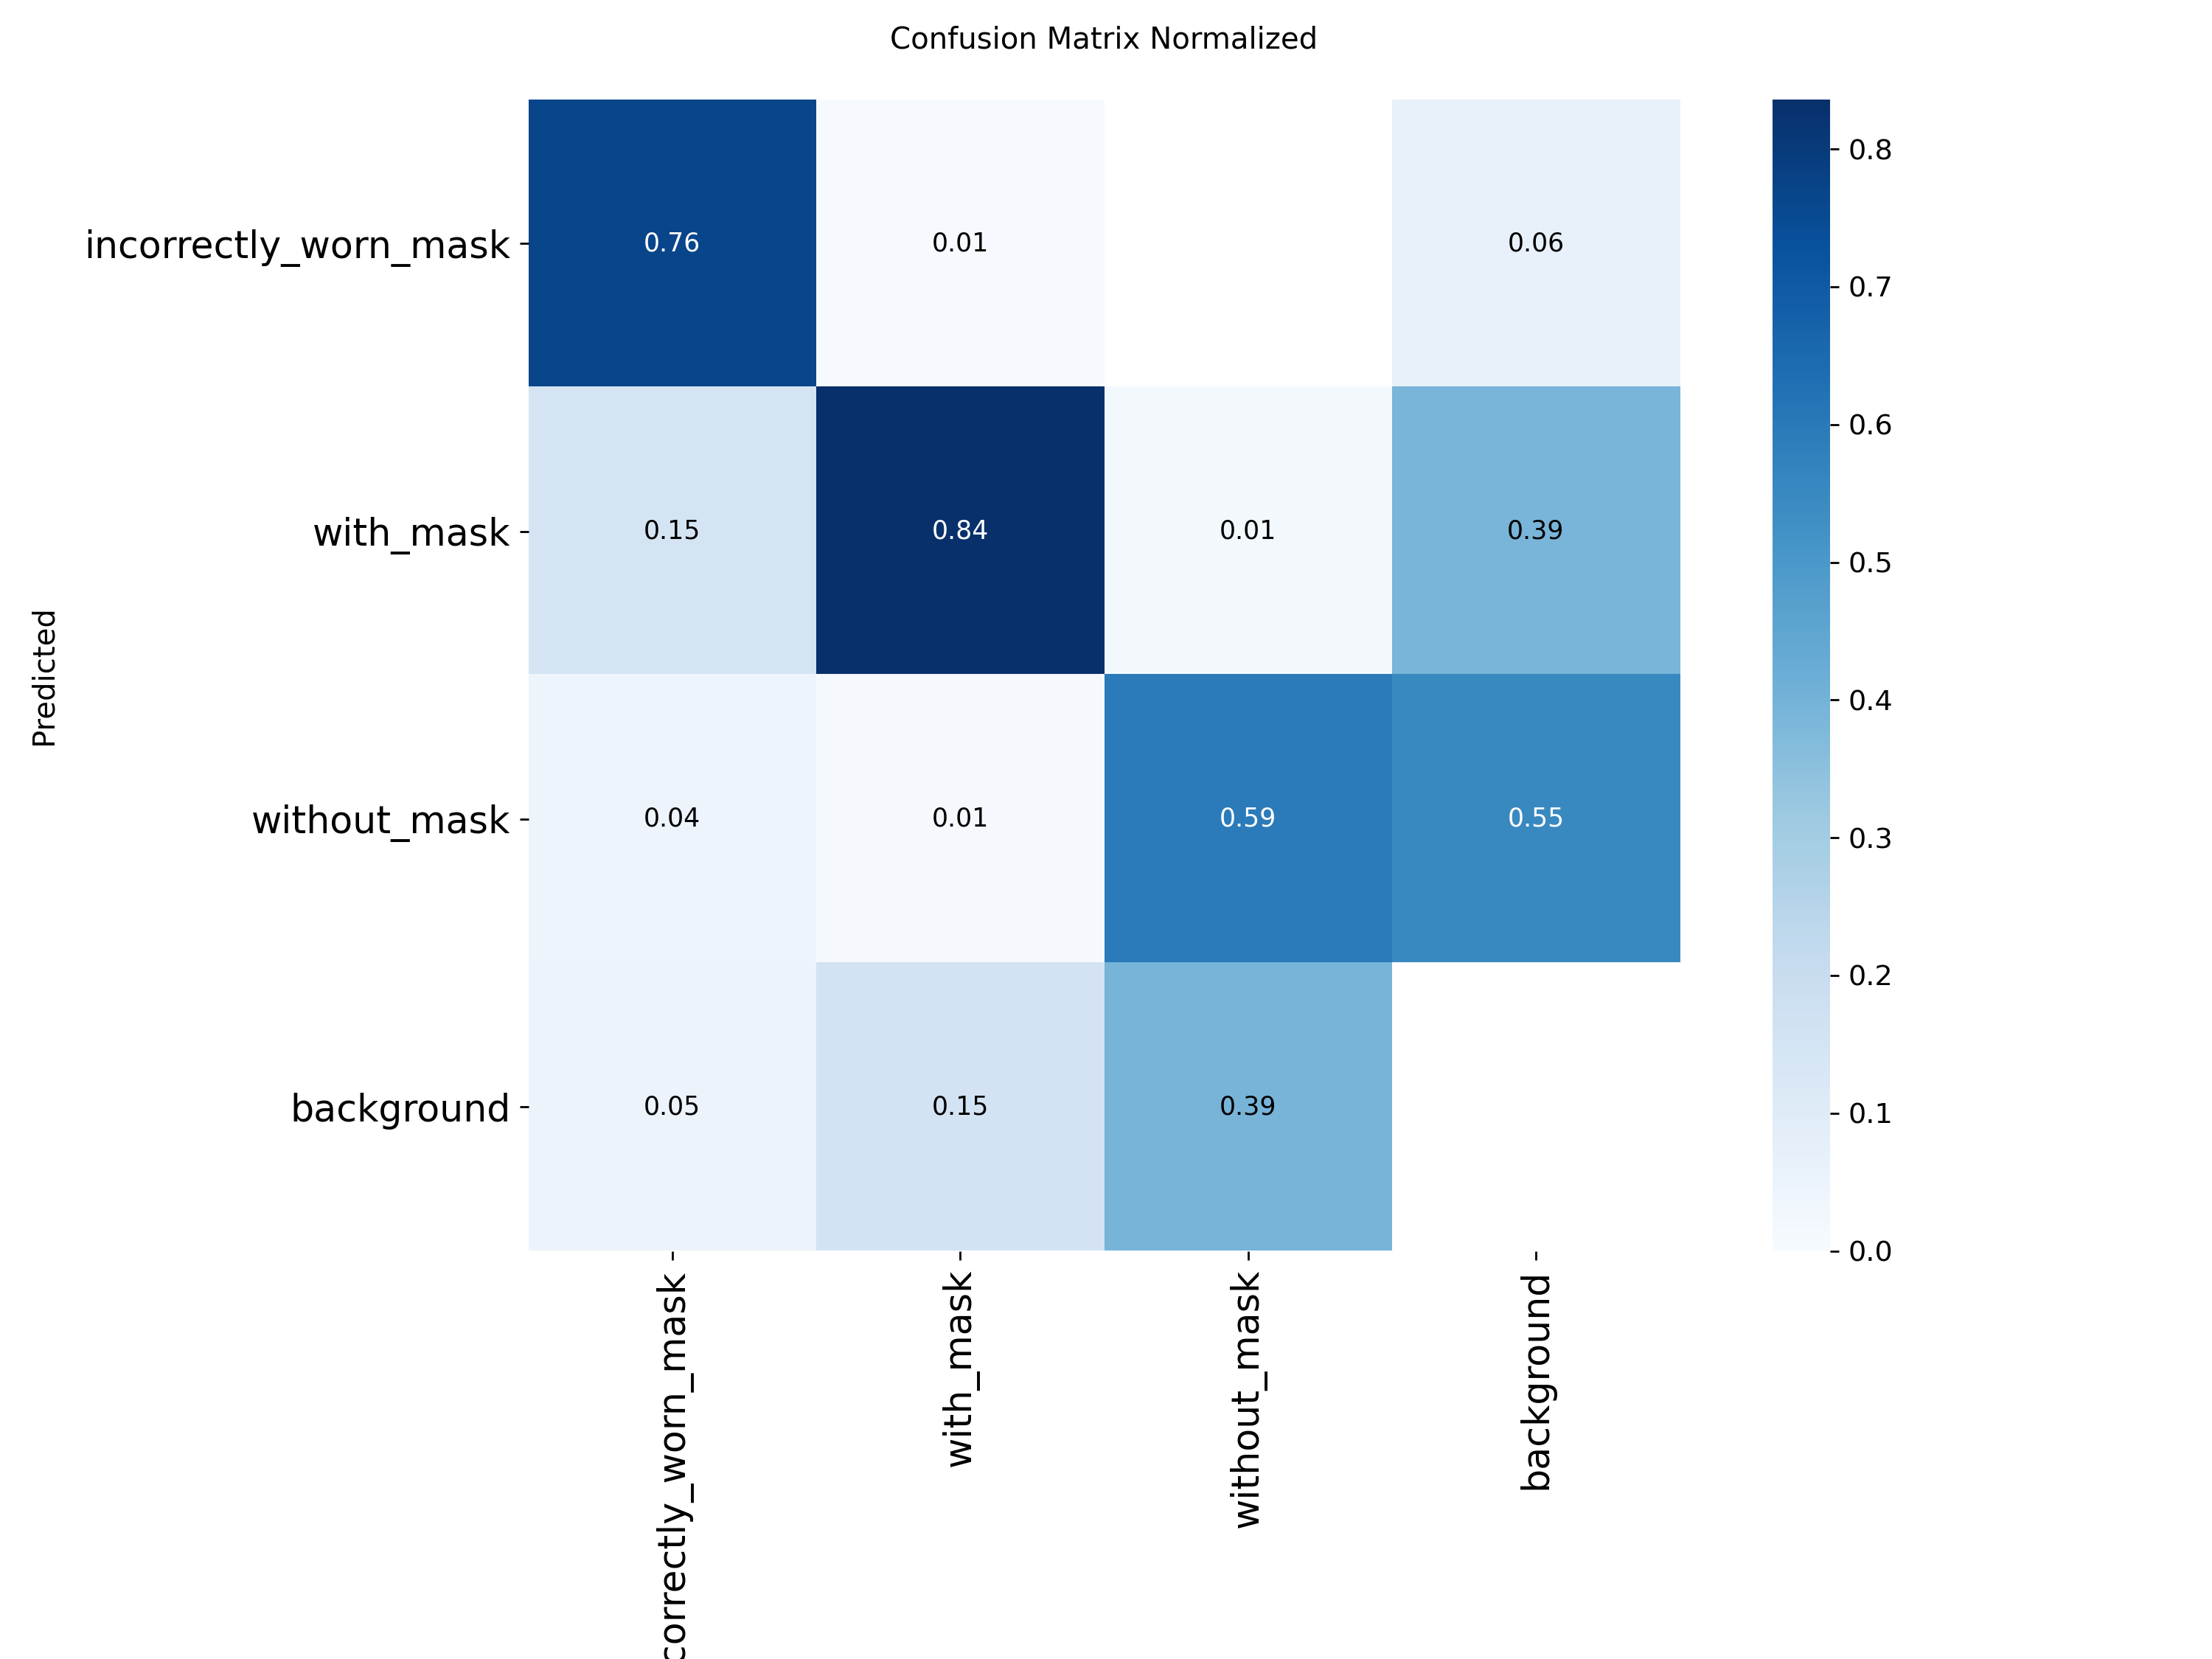 Confusion Matrix Normalized
Predicted
incorrectly_worn_mask
0.76
0.01
0.06
with_mask
0.15
0.84
0.01
0.39
without_mask
0.04
0.01
0.59
0.55
background
0.05
0.15
0.39
correctly_worn_mask
with_mask
without_mask
background
0.8
0.7
0.6
0.5
0.4
0.3
0.2
0.1
0.0